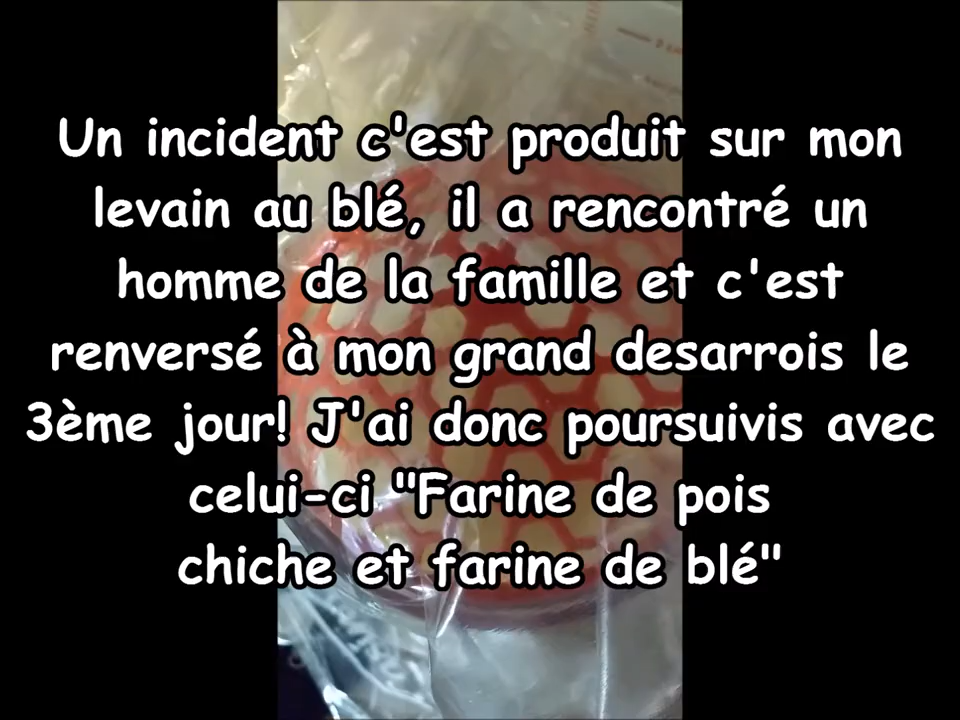 Un incident c'est produit sur mon
levain au blé, il a rencontré un
homme de la famille et c'est
renversé à mon grand desarrois le
3ème jour! J'ai donc poursuivis avec
celui-ci "Farine de pois
chiche et farine de blé"